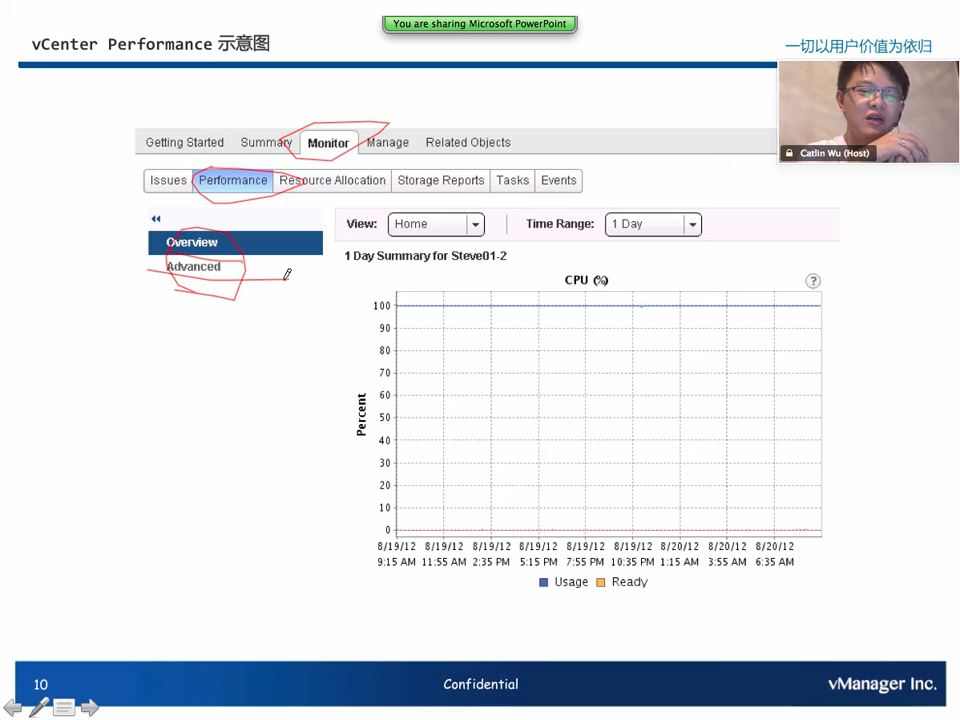 You are sharing Microsoft PowerPoint
vCenter Performance 示意图
一切以用户价值为依归
Catlin Wu (Host)
Getting Started Summary Monitor Manage Related Objects
Issues Performance Resource Allocation Storage Reports Tasks Events
View: Home Time Range: 1 Day
Overview
Advanced
1 Day Summary for Steve01-2
CPU (%)
?
Percent
100
90
80
70
60
50
40
30
20
10
0
8/19/12 8/19/12 8/19/12 8/19/12 8/19/12 8/19/12 8/20/12 8/20/12 8/20/12
9:15 AM 11:55 AM 2:35 PM 5:15 PM 7:55 PM 10:35 PM 1:15 AM 3:55 AM 6:35 AM
Usage Ready
10 Confidential vManager Inc.